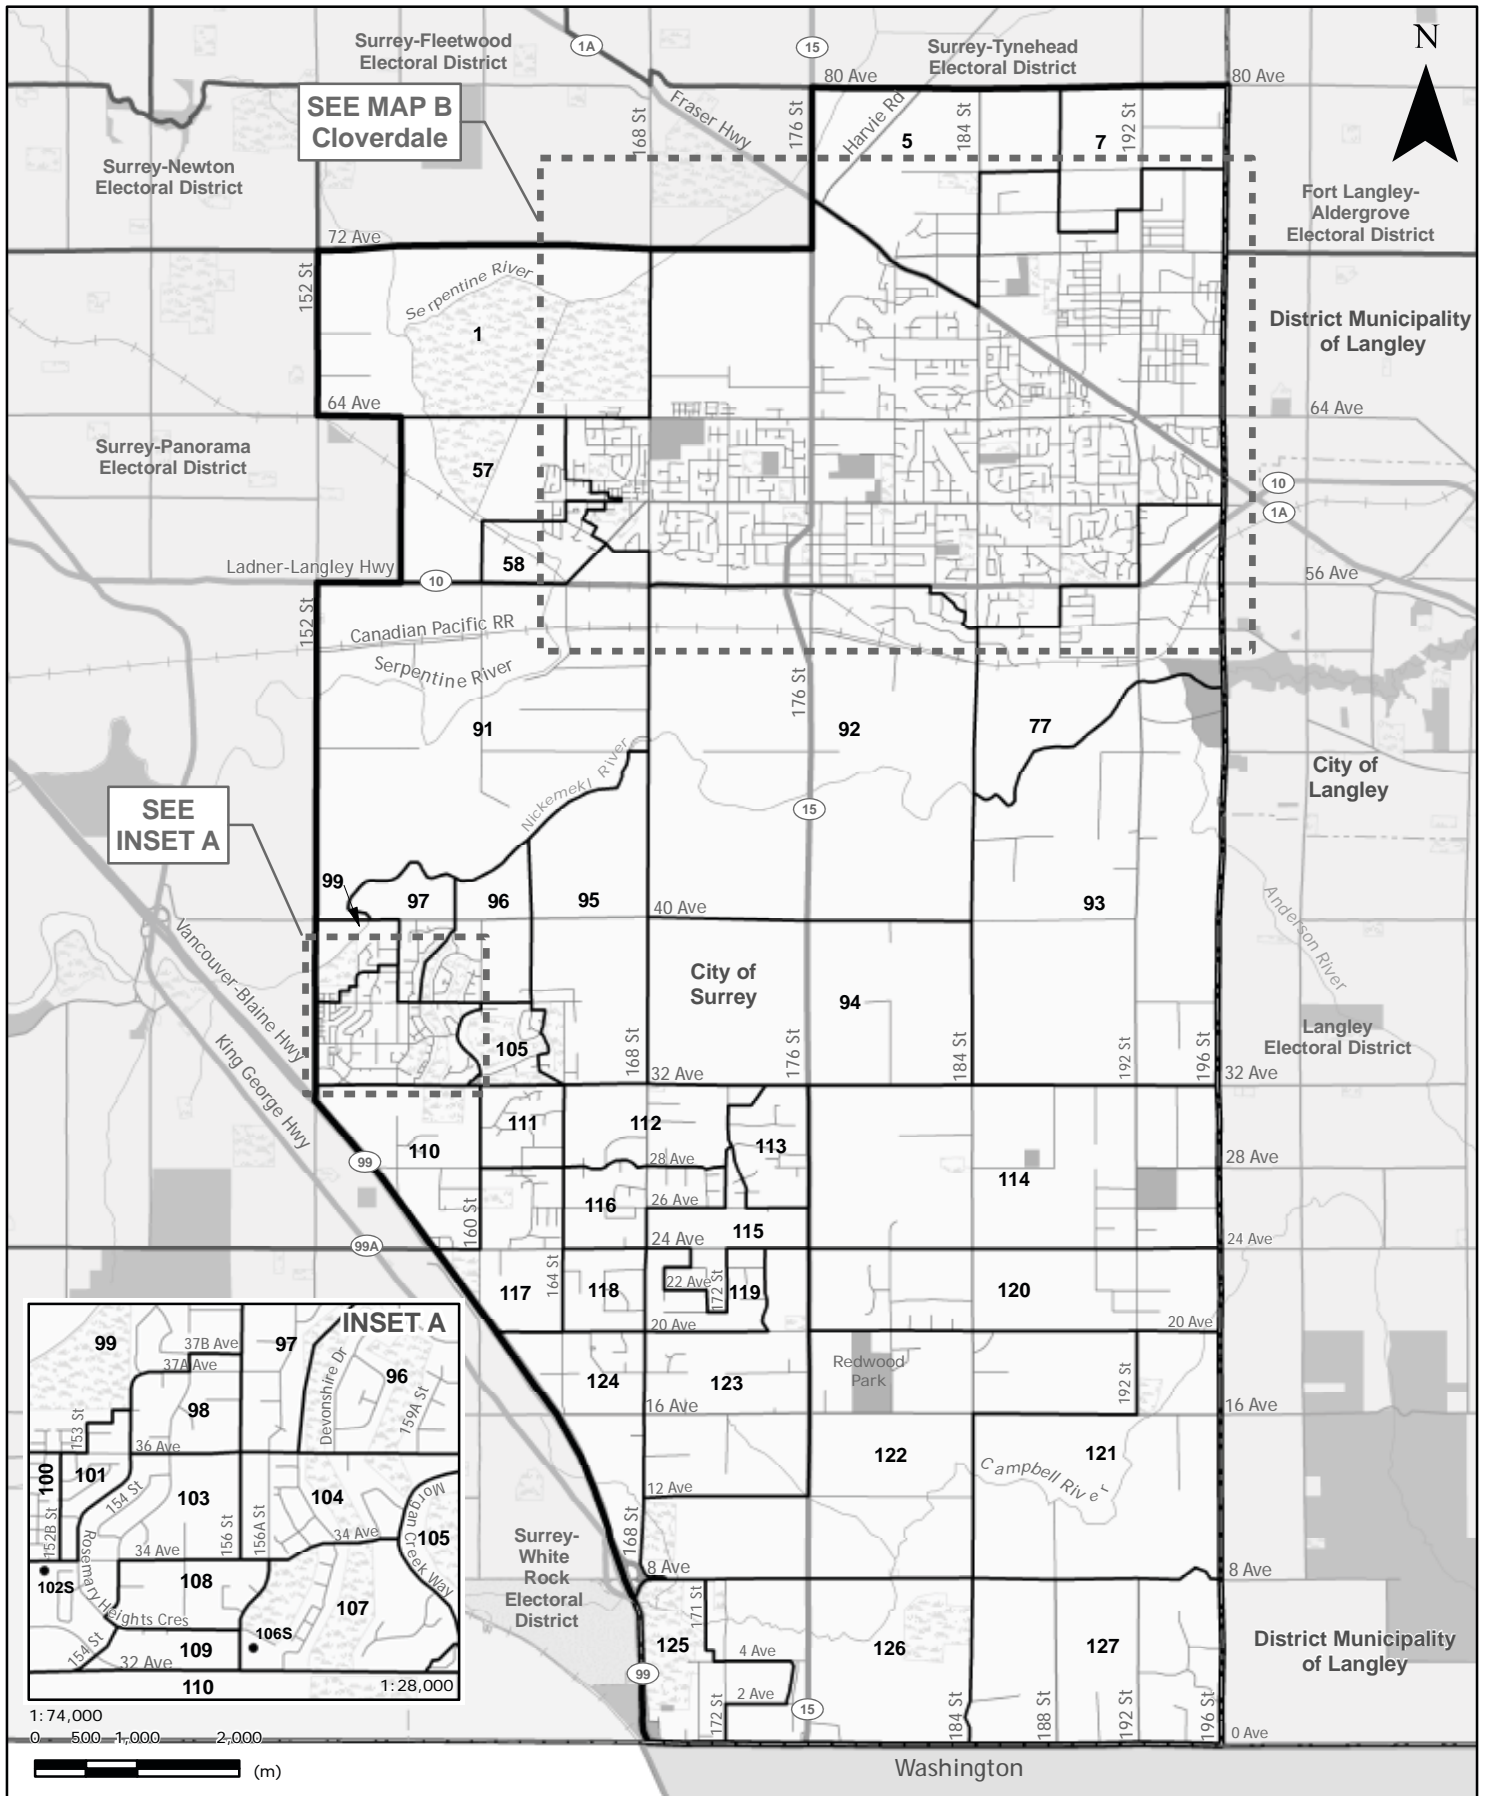 Surrey-Fleetwood
Electoral District
1A
15
Surrey-Tynehead
Electoral District
N
80 Ave
80 Ave
SEE MAP B
Cloverdale
168 St
Fraser Hwy
176 St
Harvie Rd
5
184 St
7
192 St
Surrey-Newton
Electoral District
Fort Langley-
Aldergrove
Electoral District
72 Ave
152 St
Serpentine River
1
District Municipality
of Langley
64 Ave
64 Ave
Surrey-Panorama
Electoral District
57
10
1A
58
Ladner-Langley Hwy
10
56 Ave
152 St
Canadian Pacific RR
Serpentine River
176 St
91
92
77
Nickemekl River
City of
Langley
SEE
INSET A
15
99
97
96
95
40 Ave
93
Anderson River
Vancouver-Blaine Hwy
City of
Surrey
94
King George Hwy
105
168 St
176 St
184 St
192 St
196 St
Langley
Electoral District
32 Ave
32 Ave
111
112
113
110
99
28 Ave
28 Ave
114
116
26 Ave
160 St
115
24 Ave
24 Ave
99A
117
164 St
118
22 Ave
172 St
119
120
20 Ave
20 Ave
INSET A
99
37B Ave
97
37A Ave
96
Devonshire Dr
159A St
98
153 St
36 Ave
100
101
154 St
103
104
Morgan Creek Way
105
152B St
156 St
156A St
34 Ave
34 Ave
Rosemary Heights Cres
108
102S
107
106S
109
154 St
32 Ave
110
1:28,000
Redwood
Park
124
123
192 St
16 Ave
16 Ave
122
121
Campbell River
12 Ave
168 St
Surrey-
White
Rock
Electoral
District
8 Ave
8 Ave
171 St
125
4 Ave
126
127
District Municipality
of Langley
99
2 Ave
172 St
15
184 St
188 St
192 St
196 St
0 Ave
1:74,000
0 500 1,000 2,000
(m)
Washington